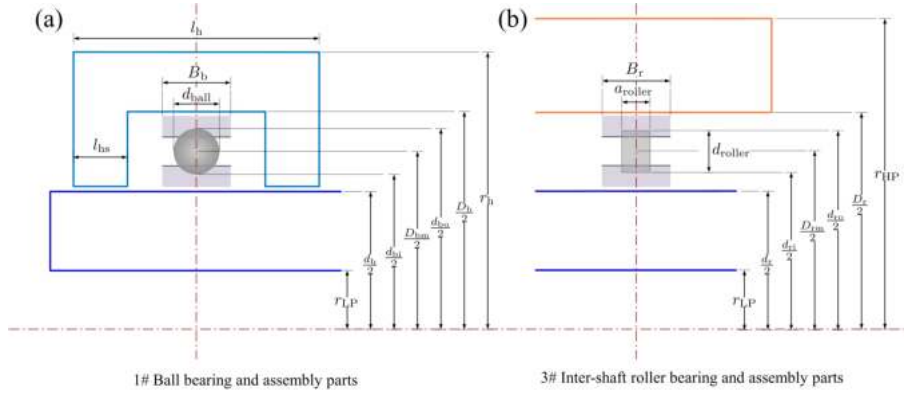 (a)
l_h
B_b
d_ball
l_hs
r_LP
d_h/2
d_bi/2
D_bm/2
d_bo/2
D_h/2
r_h
1# Ball bearing and assembly parts
(b)
B_r
a_roller
d_roller
r_LP
d_r/2
d_ri/2
D_rm/2
d_ro/2
D_r/2
r_HP
3# Inter-shaft roller bearing and assembly parts